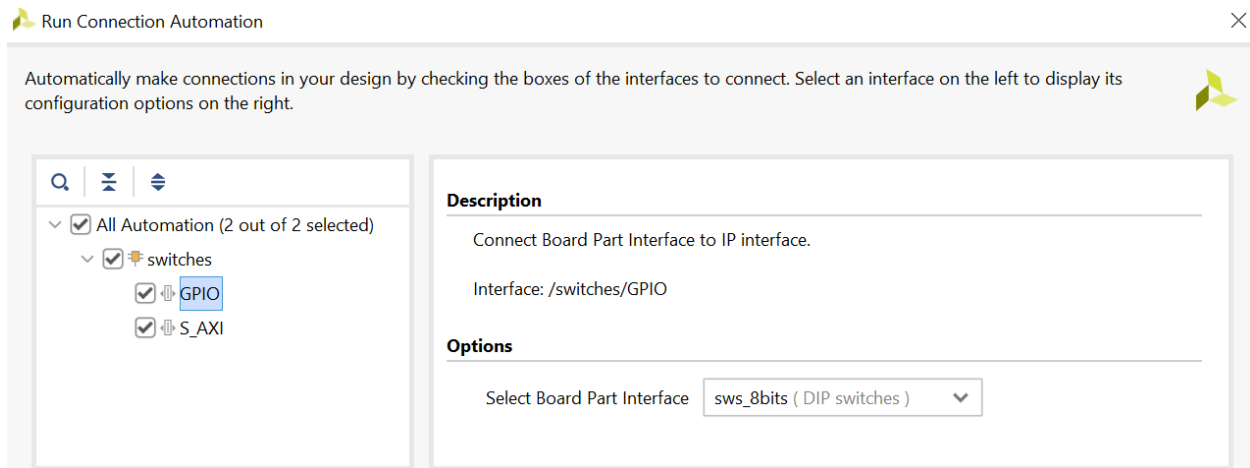 Run Connection Automation
Automatically make connections in your design by checking the boxes of the interfaces to connect. Select an interface on the left to display its
configuration options on the right.
All Automation (2 out of 2 selected)
switches
GPIO
S_AXI
Description
Connect Board Part Interface to IP interface.
Interface: /switches/GPIO
Options
Select Board Part Interface sws_8bits ( DIP switches )